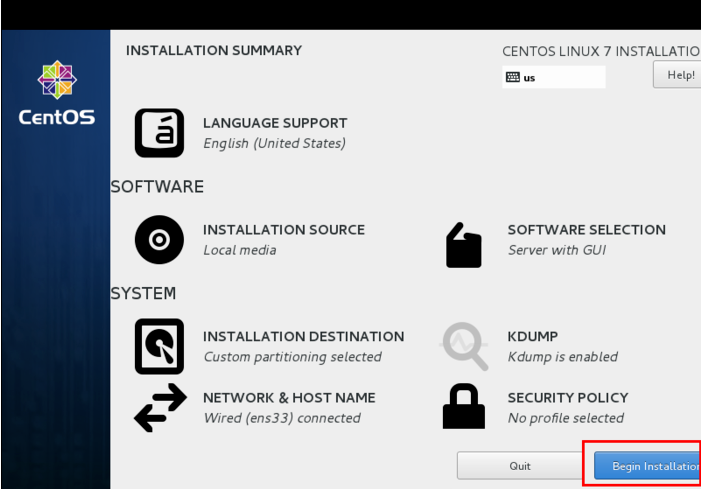 INSTALLATION SUMMARY
CENTOS LINUX 7 INSTALLATIO
us
Help!
CentOS
á
LANGUAGE SUPPORT
English (United States)
SOFTWARE
INSTALLATION SOURCE
Local media
SOFTWARE SELECTION
Server with GUI
SYSTEM
INSTALLATION DESTINATION
Custom partitioning selected
KDUMP
Kdump is enabled
NETWORK & HOST NAME
Wired (ens33) connected
SECURITY POLICY
No profile selected
Quit
Begin Installation